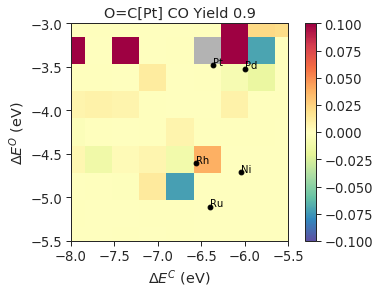 O=C[Pt] CO Yield 0.9
−3.0
−3.5
−4.0
−4.5
−5.0
−5.5
ΔE^O (eV)
Pt
Pd
Rh
Ni
Ru
−8.0 −7.5 −7.0 −6.5 −6.0 −5.5
ΔE^C (eV)
0.100
0.075
0.050
0.025
0.000
−0.025
−0.050
−0.075
−0.100